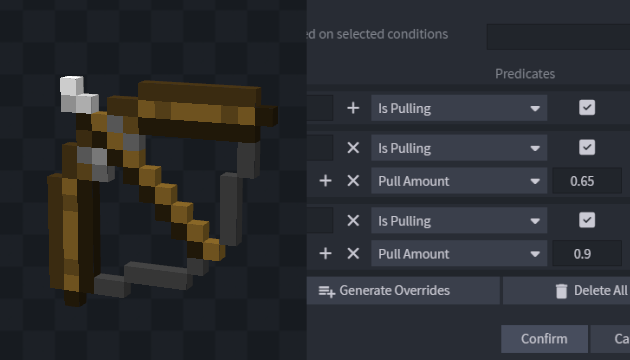 ed on selected conditions
Predicates
Is Pulling
Is Pulling
Pull Amount 0.65
Is Pulling
Pull Amount 0.9
Generate Overrides Delete All
Confirm Ca